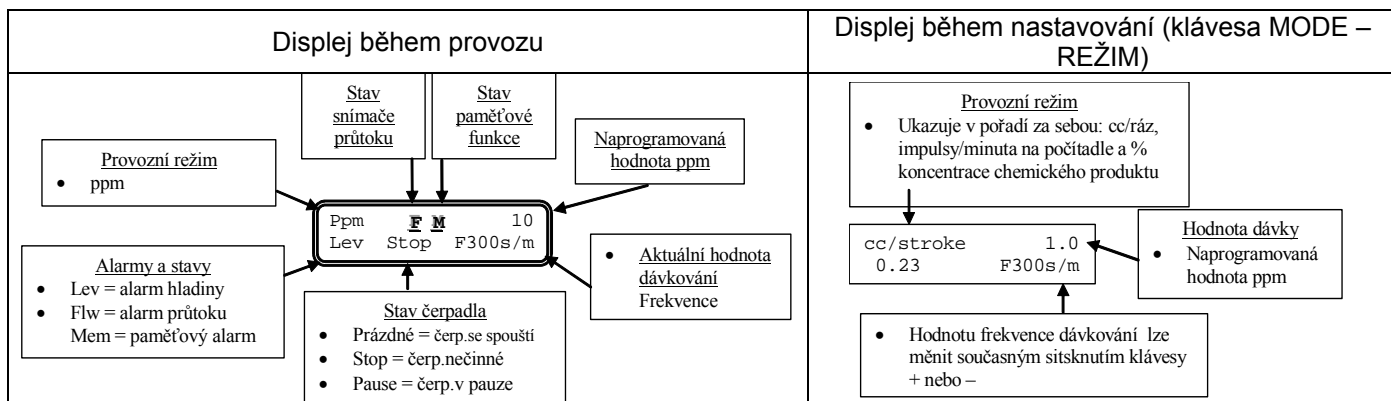 Displej během provozu
Displej během nastavování (klávesa MODE –
REŽIM)
Stav
snímače
průtoku
Stav
paměťové
funkce
Naprogramovaná
hodnota ppm
Provozní režim
• ppm
Ppm F M 10
Lev Stop F300s/m
Alarmy a stavy
• Lev = alarm hladiny
• Flw = alarm průtoku
Mem = paměťový alarm
Stav čerpadla
• Prázdné = čerp.se spouští
• Stop = čerp.nečinné
• Pause = čerp.v pauze
• Aktuální hodnota
dávkování
Frekvence
Provozní režim
• Ukazuje v pořadí za sebou: cc/ráz,
impulsy/minuta na počítadle a %
koncentrace chemického produktu
cc/stroke 1.0
0.23 F300s/m
Hodnota dávky
• Naprogramovaná
hodnota ppm
• Hodnotu frekvence dávkování lze
měnit současným sitsknutím klávesy
+ nebo –